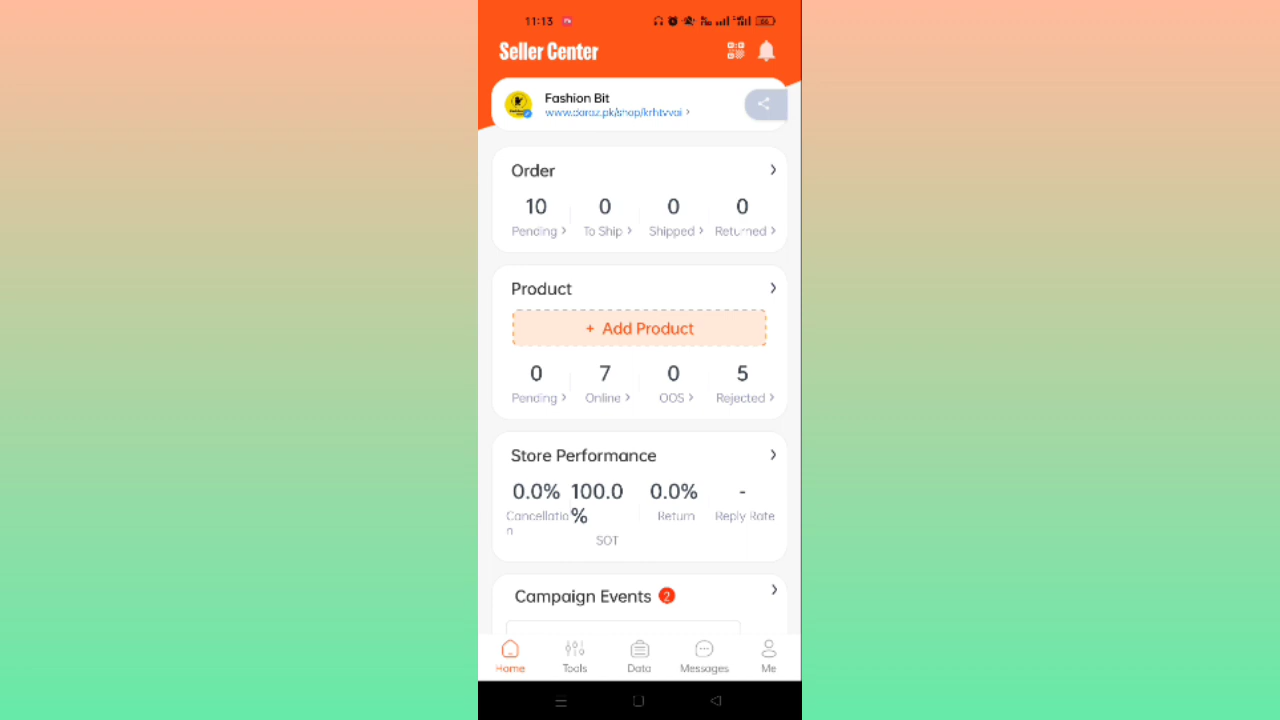 11:13
Seller Center
Fashion Bit
www.daraz.pk/shop/krhtvvai >
Order >
10 0 0 0
Pending > To Ship > Shipped > Returned >
Product >
+ Add Product
0 7 0 5
Pending > Online > OOS > Rejected >
Store Performance >
0.0% 100.0% 0.0% -
Cancellation SOT Return Reply Rate
Campaign Events 2 >
Home Tools Data Messages Me